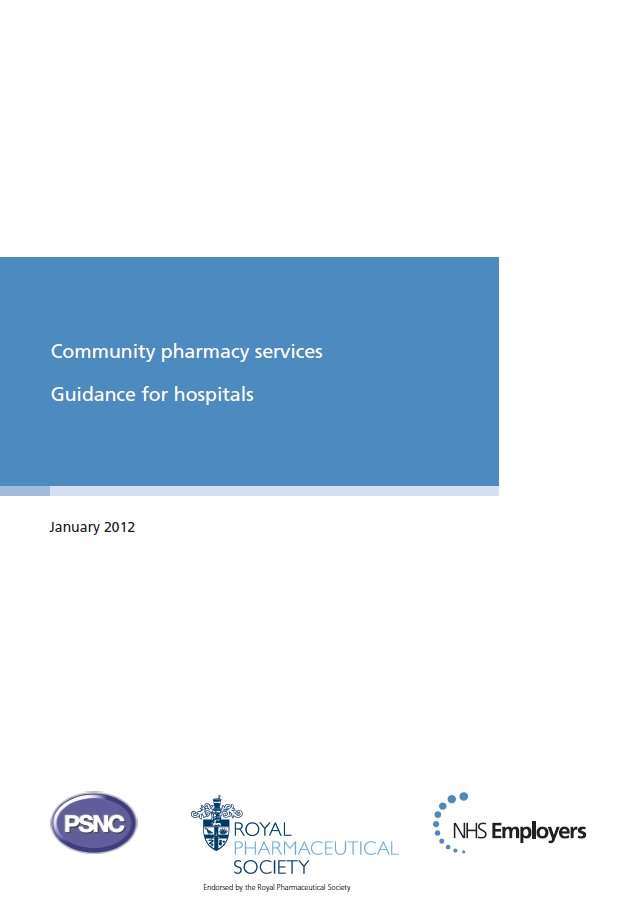 Community pharmacy services
Guidance for hospitals
January 2012
PSNC
ROYAL
PHARMACEUTICAL
SOCIETY
Endorsed by the Royal Pharmaceutical Society
NHS Employers